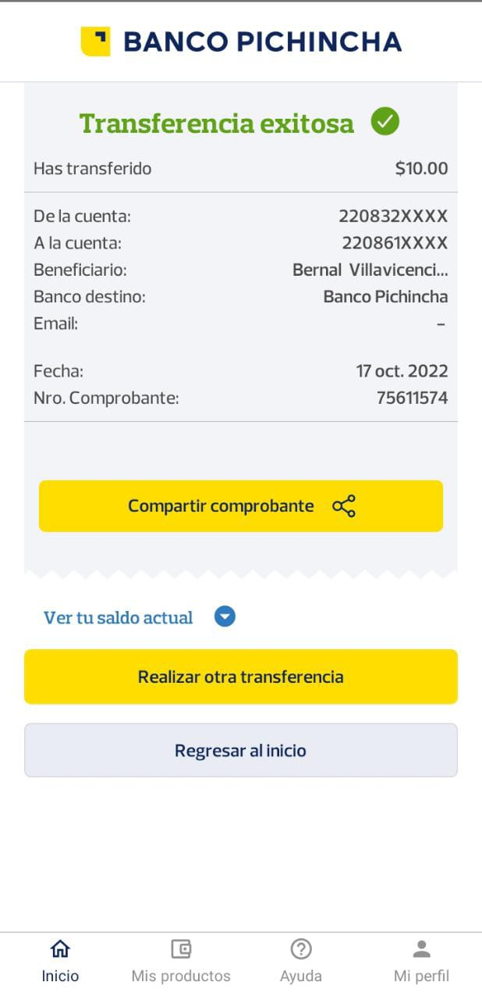 BANCO PICHINCHA
Transferencia exitosa
Has transferido $10.00
De la cuenta: 220832XXXX
A la cuenta: 220861XXXX
Beneficiario: Bernal Villavicenci...
Banco destino: Banco Pichincha
Email: –
Fecha: 17 oct. 2022
Nro. Comprobante: 75611574
Compartir comprobante
Ver tu saldo actual
Realizar otra transferencia
Regresar al inicio
Inicio Mis productos Ayuda Mi perfil